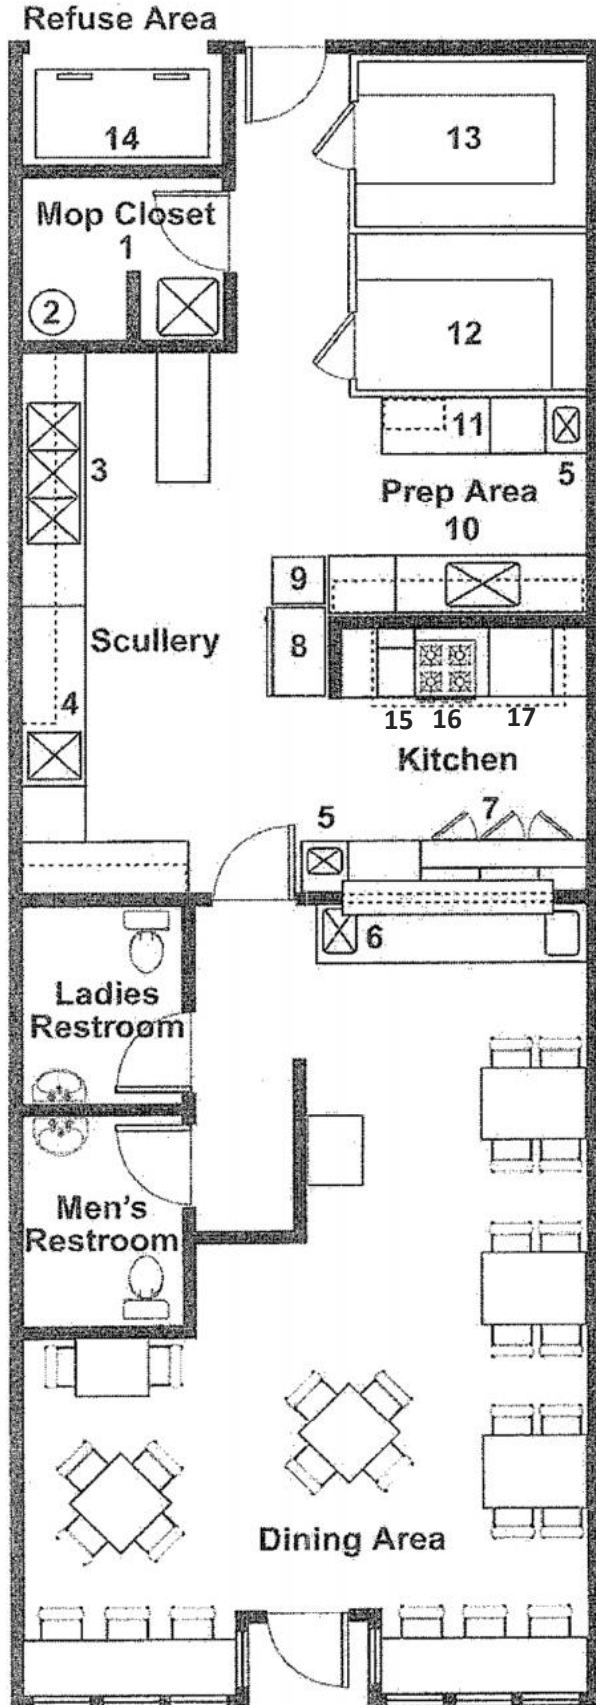 Refuse Area
14
13
Mop Closet
1
2
12
11
5
3
Prep Area
10
9
8
Scullery
4
15 16 17
Kitchen
7
5
6
Ladies
Restroom
Men's
Restroom
Dining Area